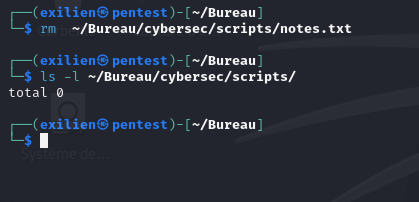 ┌──(exilien㉿pentest)-[~/Bureau]
└─$ rm  ~/Bureau/cybersec/scripts/notes.txt
┌──(exilien㉿pentest)-[~/Bureau]
└─$ ls -l ~/Bureau/cybersec/scripts/
total 0
┌──(exilien㉿pentest)-[~/Bureau]
└─$
Système de…